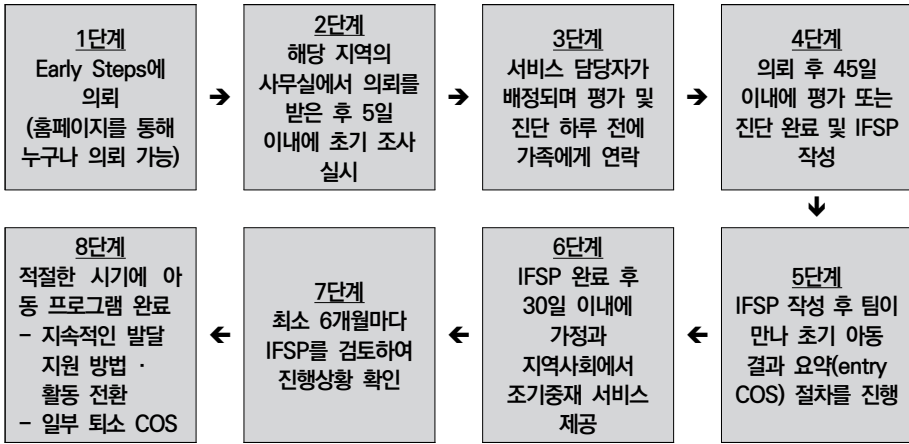 1단계
Early Steps에
의뢰
(홈페이지를 통해
누구나 의뢰 가능)
➔
2단계
해당 지역의
사무실에서 의뢰를
받은 후 5일
이내에 초기 조사
실시
➔
3단계
서비스 담당자가
배정되며 평가 및
진단 하루 전에
가족에게 연락
➔
4단계
의뢰 후 45일
이내에 평가 또는
진단 완료 및 IFSP
작성
🡻
5단계
IFSP 작성 후 팀이
만나 초기 아동
결과 요약(entry
COS) 절차를 진행
🡸
6단계
IFSP 완료 후
30일 이내에
가정과
지역사회에서
조기중재 서비스
제공
🡸
7단계
최소 6개월마다
IFSP를 검토하여
진행상황 확인
🡸
8단계
적절한 시기에 아
동 프로그램 완료
- 지속적인 발달
지원 방법 ·
활동 전환
- 일부 퇴소 COS